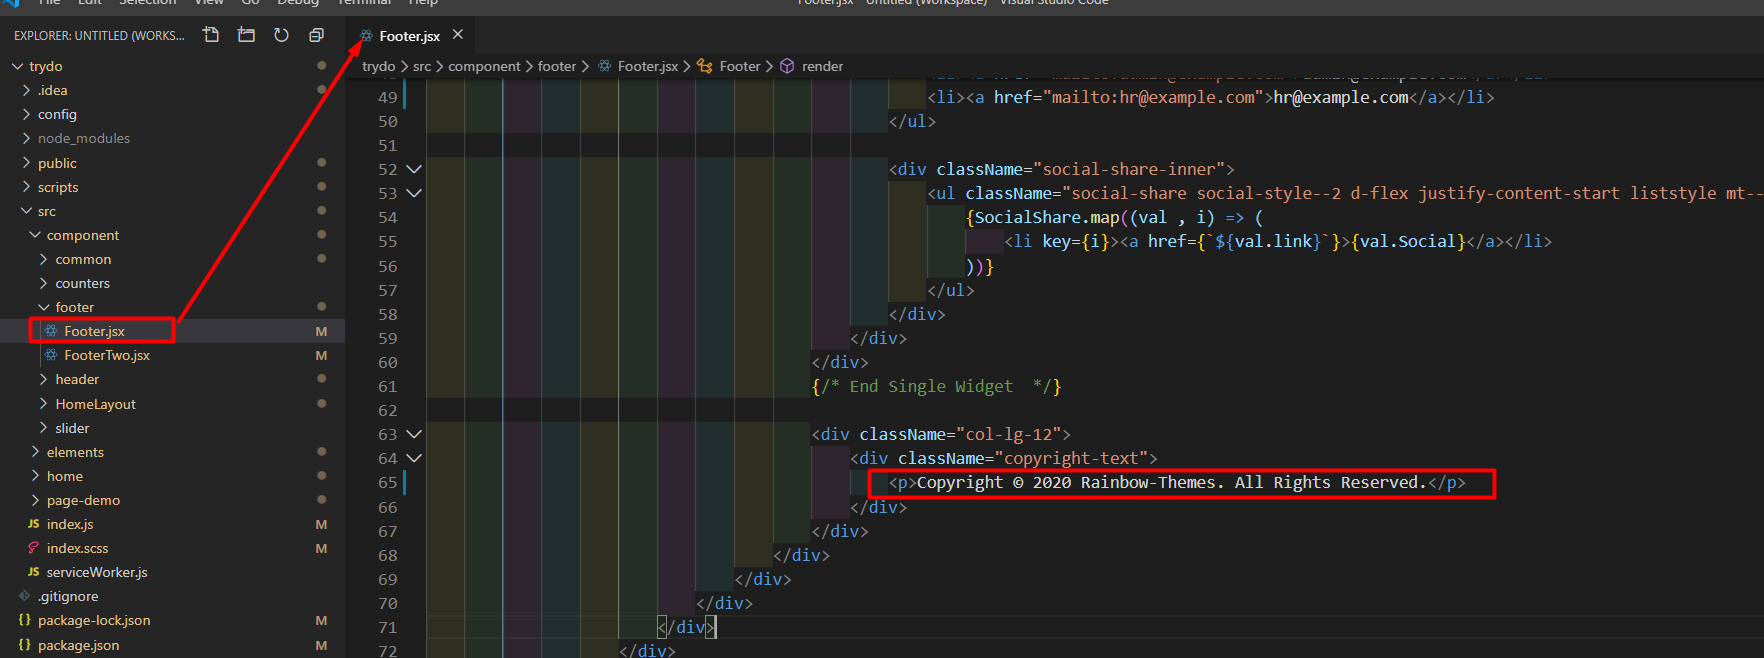 File Edit Selection View Go Debug Terminal Help Footer.jsx - Untitled (Workspace) - Visual Studio Code
EXPLORER: UNTITLED (WORKS...
Footer.jsx
trydo
.idea
config
node_modules
public
scripts
src
component
common
counters
footer
Footer.jsx M
FooterTwo.jsx M
header
HomeLayout
slider
elements
home
page-demo
JS index.js M
index.scss M
JS serviceWorker.js
.gitignore
{} package-lock.json M
{} package.json M
trydo > src > component > footer > Footer.jsx > Footer > render
49 <li><a href="mailto:hr@example.com">hr@example.com</a></li>
50 </ul>
51
52 <div className="social-share-inner">
53 <ul className="social-share social-style--2 d-flex justify-content-start liststyle mt--
54 {SocialShare.map((val , i) => (
55 <li key={i}><a href={`${val.link}`}>{val.Social}</a></li>
56 ))}
57 </ul>
58 </div>
59 </div>
60 </div>
61 {/* End Single Widget  */}
62
63 <div className="col-lg-12">
64 <div className="copyright-text">
65 <p>Copyright © 2020 Rainbow-Themes. All Rights Reserved.</p>
66 </div>
67 </div>
68 </div>
69 </div>
70 </div>
71 </div>
72 </div>